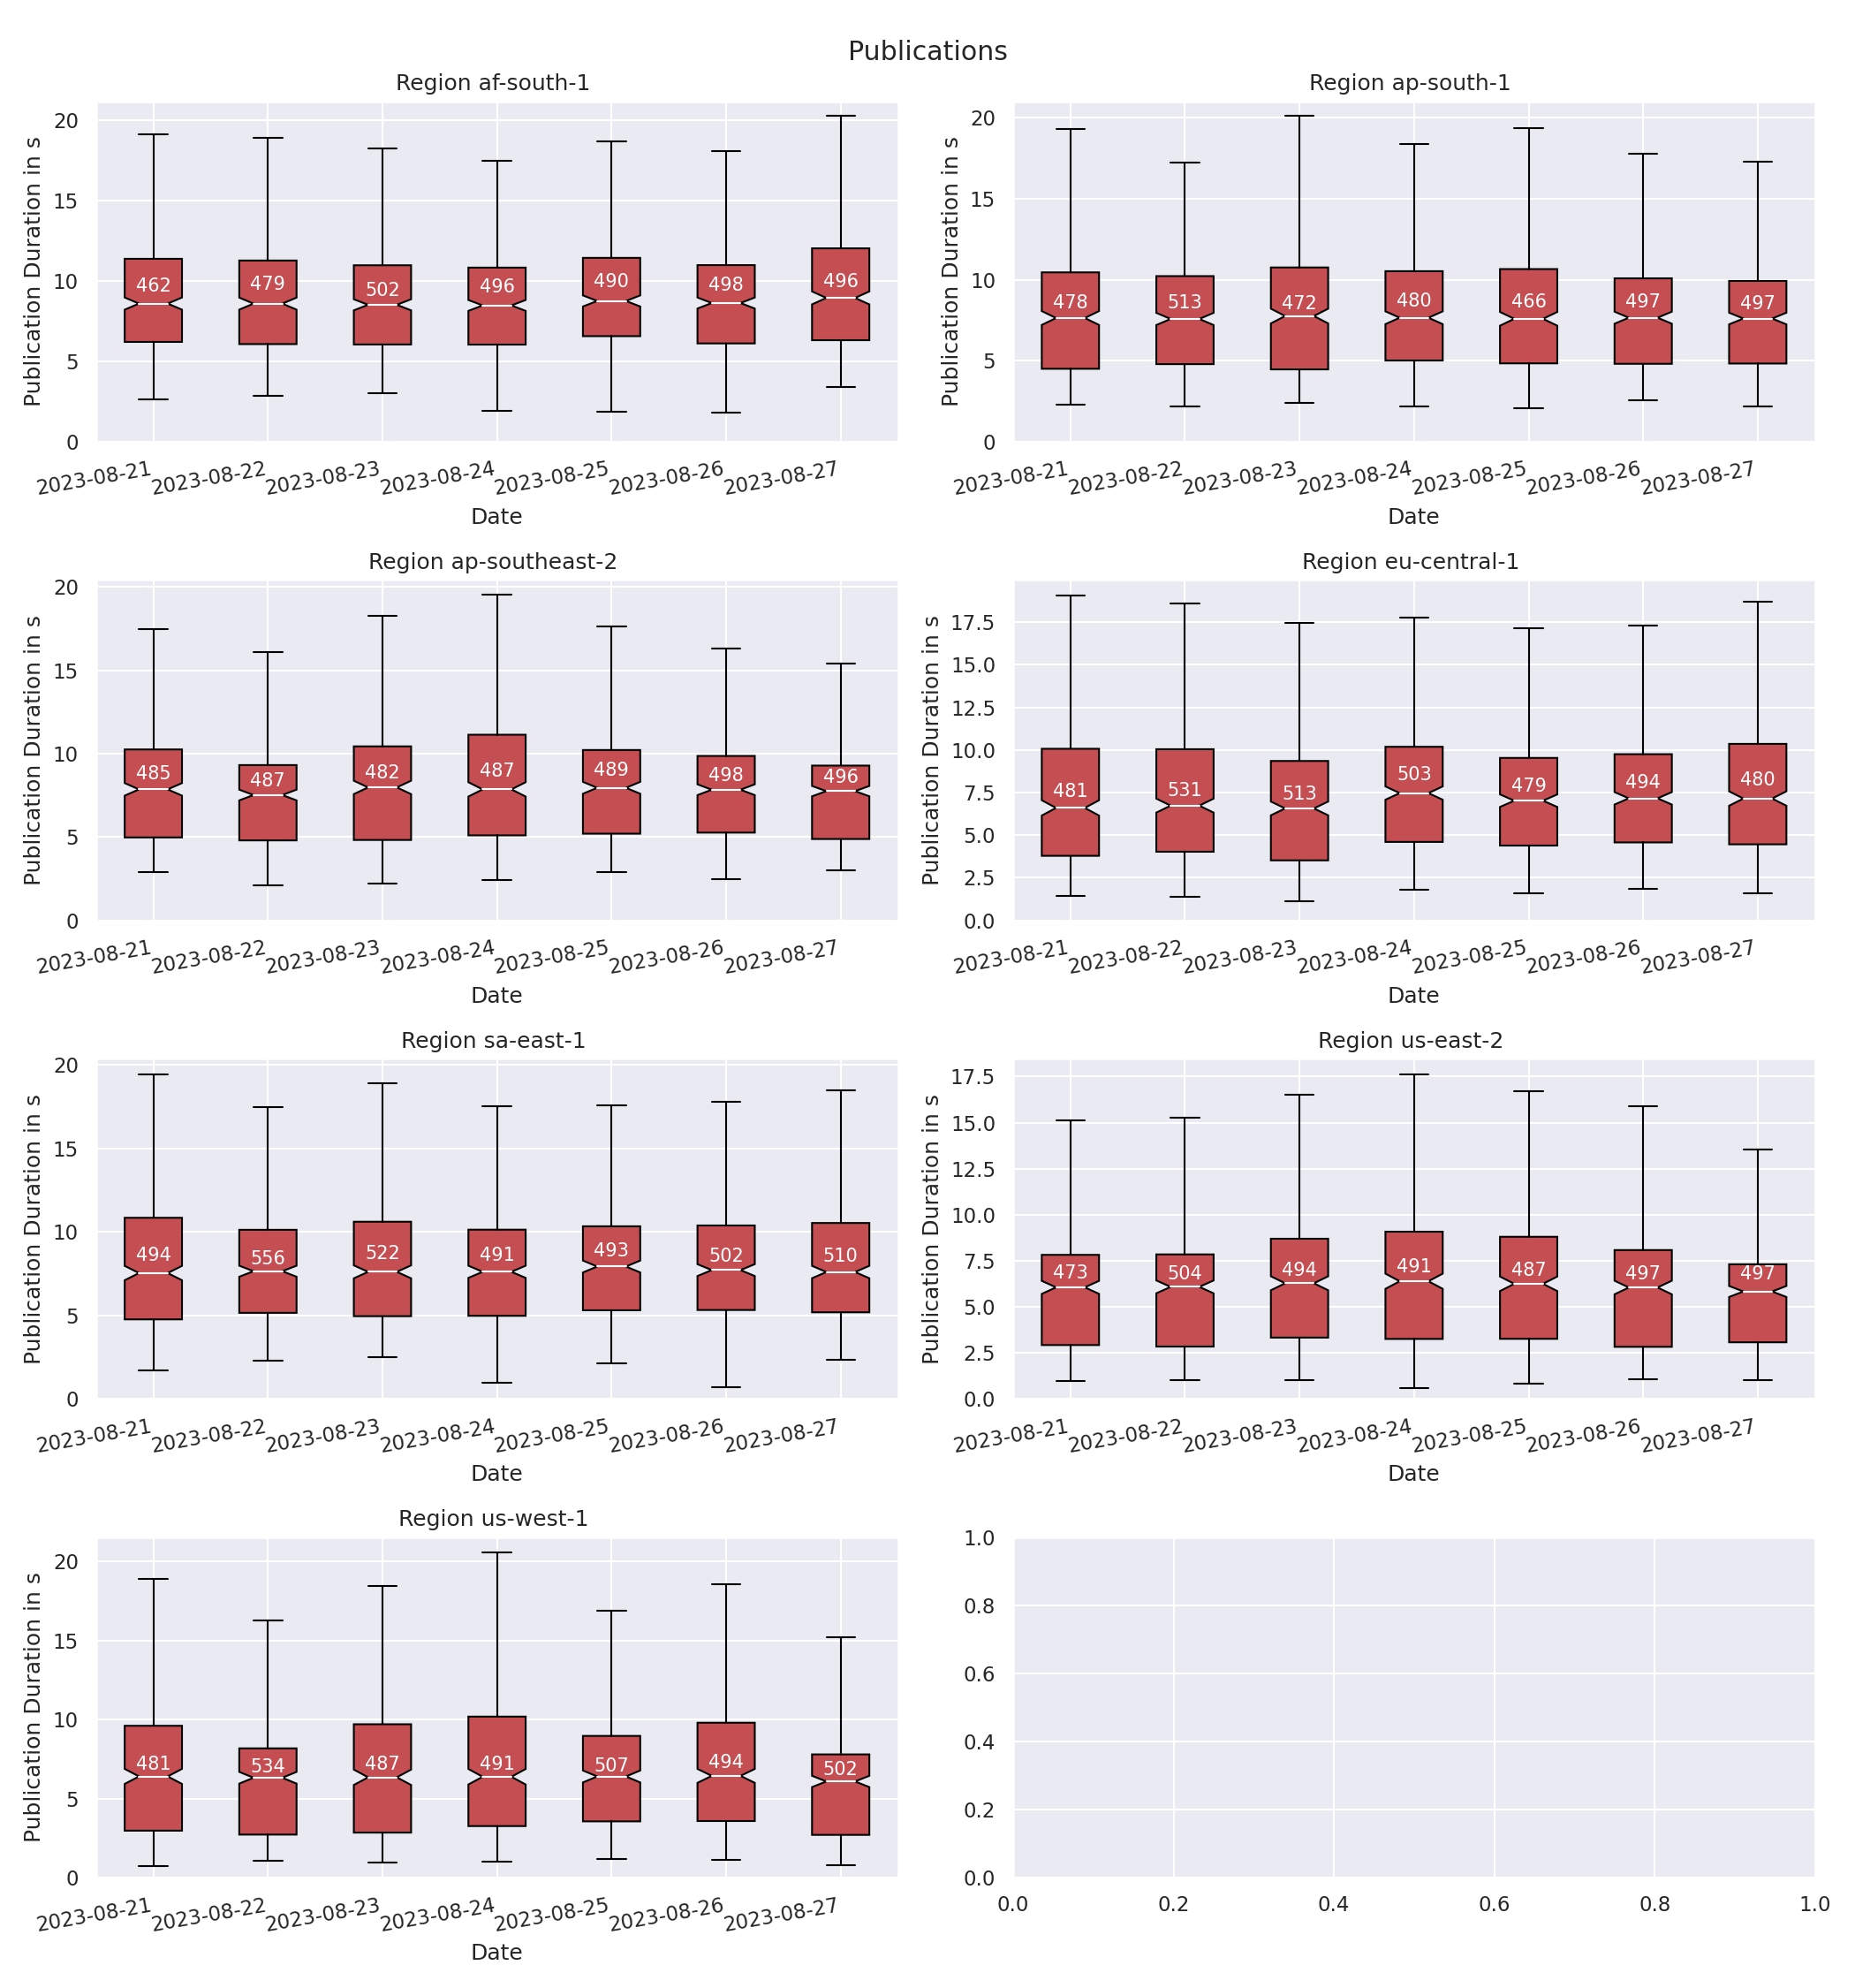 Publications
Region af-south-1
Publication Duration in s
20
15
10
5
0
462 479 502 496 490 498 496
2023-08-21 2023-08-22 2023-08-23 2023-08-24 2023-08-25 2023-08-26 2023-08-27
Date
Region ap-south-1
Publication Duration in s
20
15
10
5
0
478 513 472 480 466 497 497
2023-08-21 2023-08-22 2023-08-23 2023-08-24 2023-08-25 2023-08-26 2023-08-27
Date
Region ap-southeast-2
Publication Duration in s
20
15
10
5
0
485 487 482 487 489 498 496
2023-08-21 2023-08-22 2023-08-23 2023-08-24 2023-08-25 2023-08-26 2023-08-27
Date
Region eu-central-1
Publication Duration in s
17.5
15.0
12.5
10.0
7.5
5.0
2.5
0.0
481 531 513 503 479 494 480
2023-08-21 2023-08-22 2023-08-23 2023-08-24 2023-08-25 2023-08-26 2023-08-27
Date
Region sa-east-1
Publication Duration in s
20
15
10
5
0
494 556 522 491 493 502 510
2023-08-21 2023-08-22 2023-08-23 2023-08-24 2023-08-25 2023-08-26 2023-08-27
Date
Region us-east-2
Publication Duration in s
17.5
15.0
12.5
10.0
7.5
5.0
2.5
0.0
473 504 494 491 487 497 497
2023-08-21 2023-08-22 2023-08-23 2023-08-24 2023-08-25 2023-08-26 2023-08-27
Date
Region us-west-1
Publication Duration in s
20
15
10
5
0
481 534 487 491 507 494 502
2023-08-21 2023-08-22 2023-08-23 2023-08-24 2023-08-25 2023-08-26 2023-08-27
Date
1.0
0.8
0.6
0.4
0.2
0.0
0.0 0.2 0.4 0.6 0.8 1.0